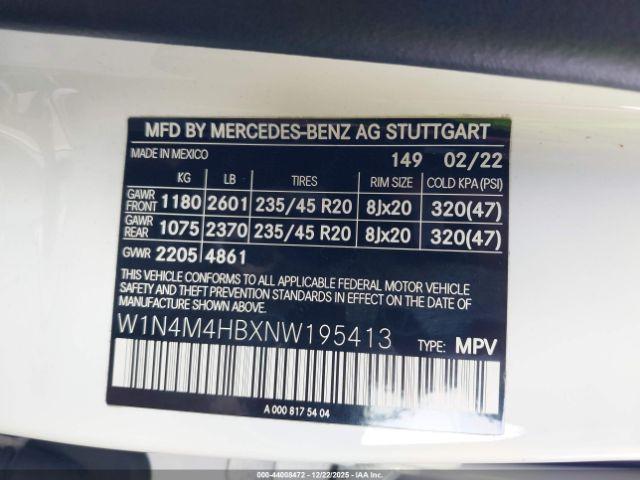 MFD BY MERCEDES-BENZ AG STUTTGART
MADE IN MEXICO 149 02/22
KG LB TIRES RIM SIZE COLD KPA (PSI)
GAWR FRONT 1180 2601 235/45 R20 8Jx20 320(47)
GAWR REAR 1075 2370 235/45 R20 8Jx20 320(47)
GVWR 2205 4861
THIS VEHICLE CONFORMS TO ALL APPLICABLE FEDERAL MOTOR VEHICLE
SAFETY AND THEFT PREVENTION STANDARDS IN EFFECT ON THE DATE OF
MANUFACTURE SHOWN ABOVE.
W1N4M4HBXNW195413 TYPE: MPV
A 000 817 54 04
000-44008472 - 12/22/2025 - IAAI.COM